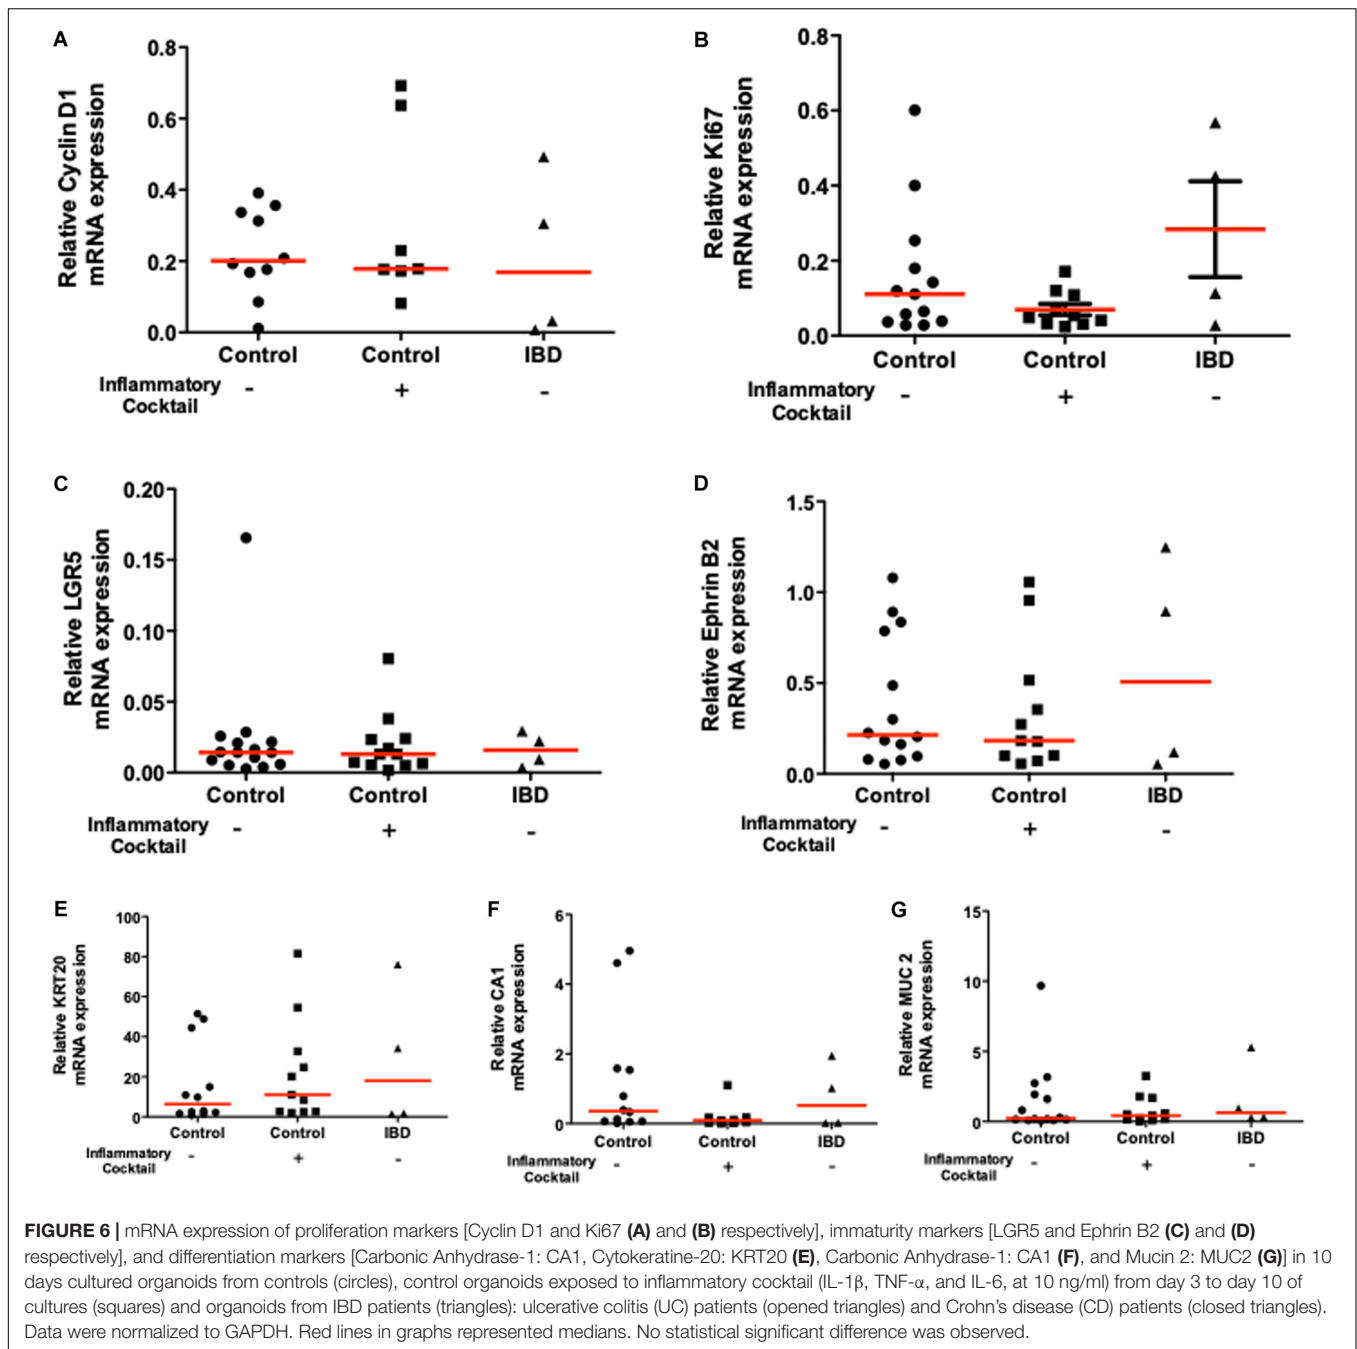 A
Relative Cyclin D1
mRNA expression
0.8
0.6
0.4
0.2
0.0
Control
Control
IBD
Inflammatory
Cocktail
-
+
-
B
Relative Ki67
mRNA expression
0.8
0.6
0.4
0.2
0.0
Control
Control
IBD
Inflammatory
Cocktail
-
+
-
C
Relative LGR5
mRNA expression
0.20
0.15
0.10
0.05
0.00
Control
Control
IBD
Inflammatory
Cocktail
-
+
-
D
Relative Ephrin B2
mRNA expression
1.5
1.0
0.5
0.0
Control
Control
IBD
Inflammatory
Cocktail
-
+
-
E
Relative KRT20
mRNA expression
100
80
60
40
20
0
Control
Control
IBD
Inflammatory
Cocktail
-
+
-
F
Relative CA1
mRNA expression
6
4
2
0
Control
Control
IBD
Inflammatory
Cocktail
-
+
-
G
Relative MUC 2
mRNA expression
15
10
5
0
Control
Control
IBD
Inflammatory
Cocktail
-
+
-
FIGURE 6 | mRNA expression of proliferation markers [Cyclin D1 and Ki67 (A) and (B) respectively], immaturity markers [LGR5 and Ephrin B2 (C) and (D)
respectively], and differentiation markers [Carbonic Anhydrase-1: CA1, Cytokeratine-20: KRT20 (E), Carbonic Anhydrase-1: CA1 (F), and Mucin 2: MUC2 (G)] in 10
days cultured organoids from controls (circles), control organoids exposed to inflammatory cocktail (IL-1β, TNF-α, and IL-6, at 10 ng/ml) from day 3 to day 10 of
cultures (squares) and organoids from IBD patients (triangles): ulcerative colitis (UC) patients (opened triangles) and Crohn's disease (CD) patients (closed triangles).
Data were normalized to GAPDH. Red lines in graphs represented medians. No statistical significant difference was observed.